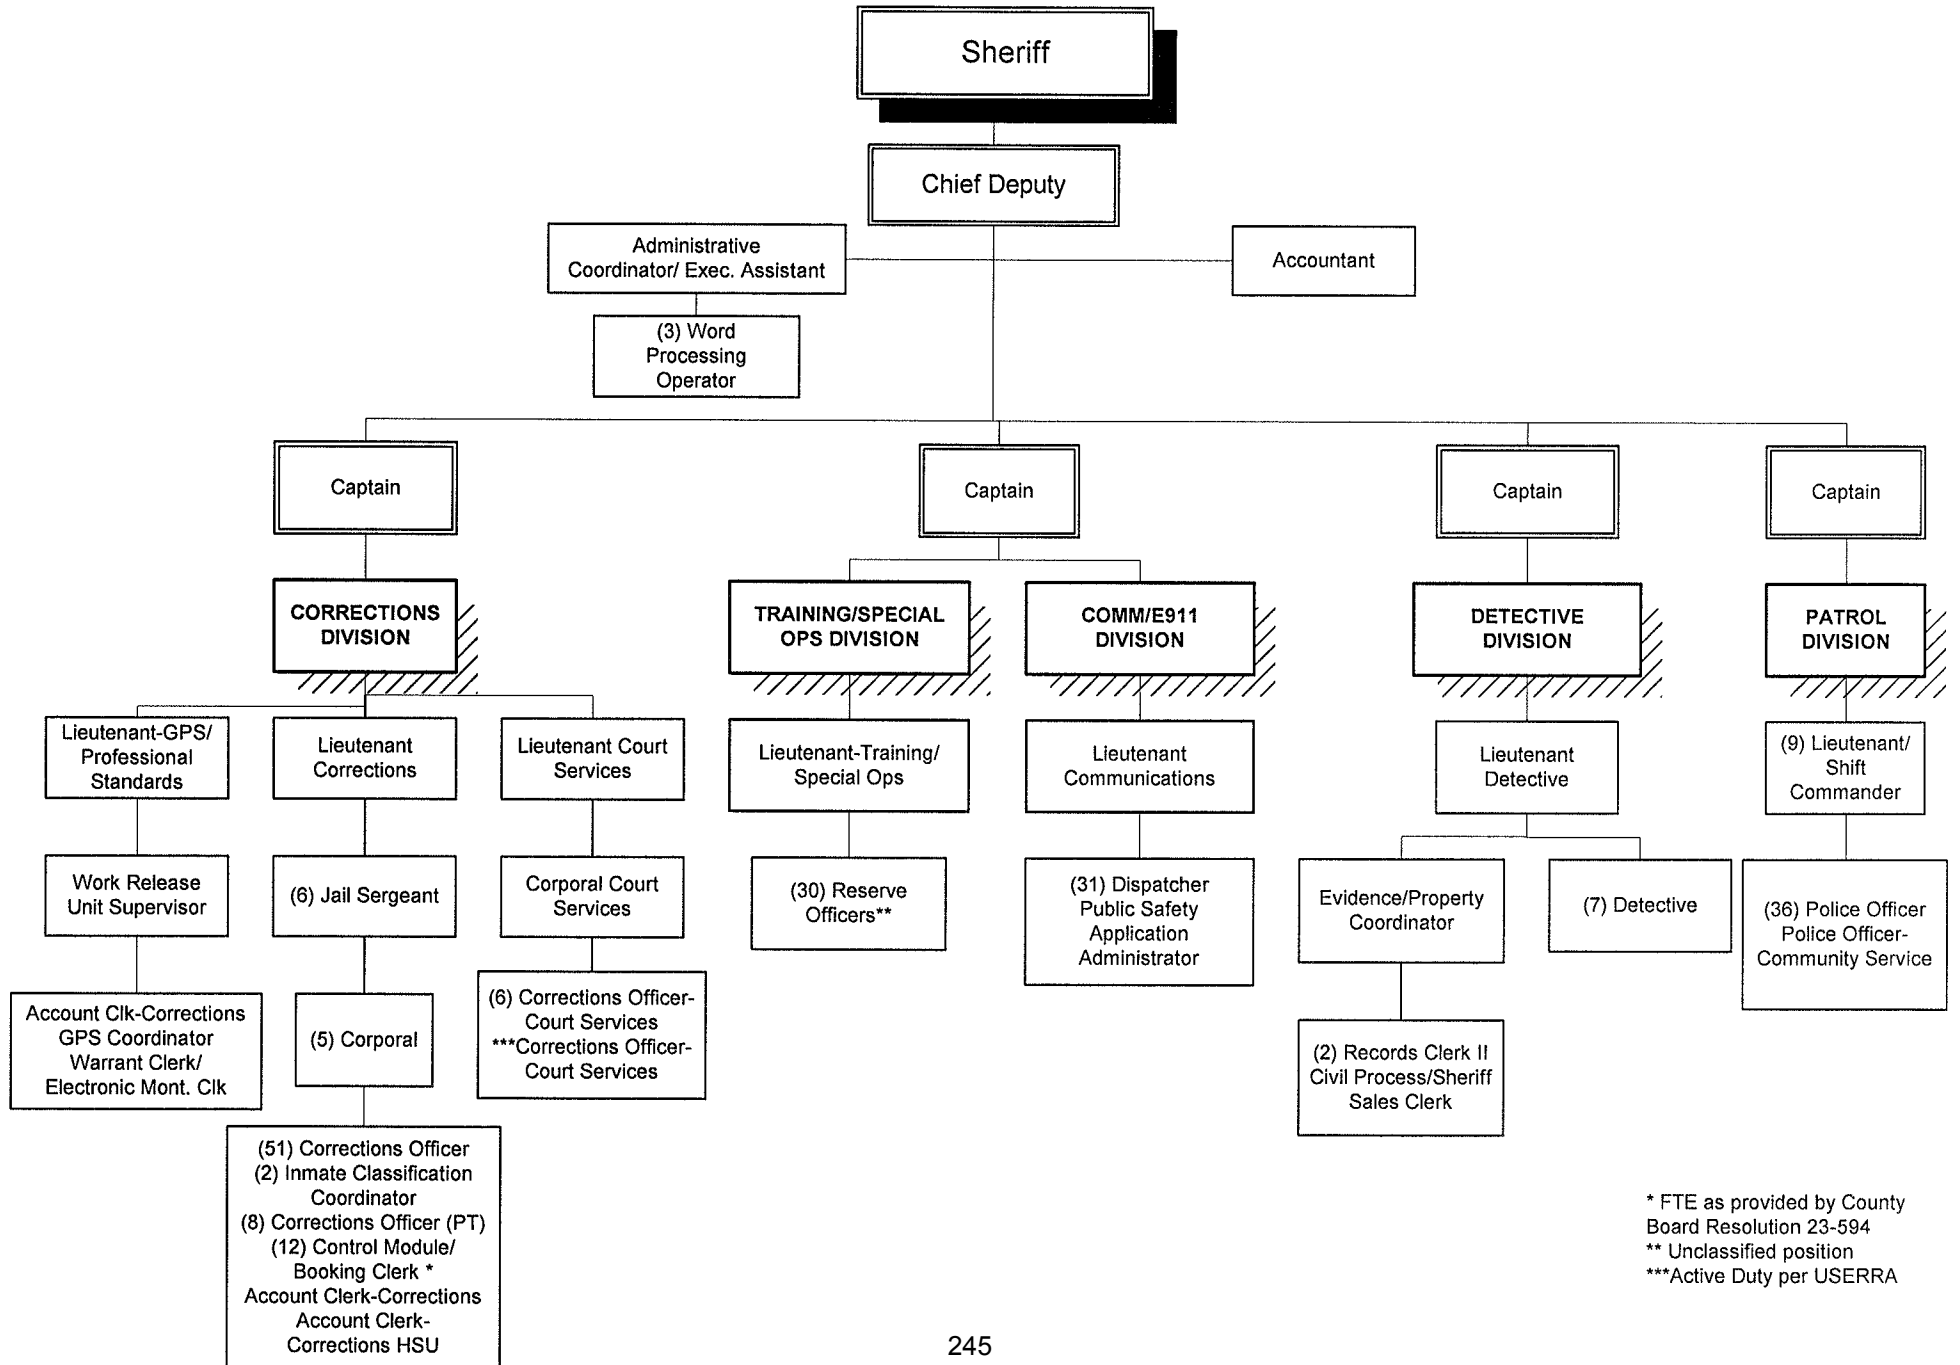 Sheriff
Chief Deputy
Administrative
Coordinator/ Exec. Assistant
Accountant
(3) Word
Processing
Operator
Captain
Captain
Captain
Captain
CORRECTIONS
DIVISION
TRAINING/SPECIAL
OPS DIVISION
COMM/E911
DIVISION
DETECTIVE
DIVISION
PATROL
DIVISION
Lieutenant-GPS/
Professional
Standards
Lieutenant
Corrections
Lieutenant Court
Services
Lieutenant-Training/
Special Ops
Lieutenant
Communications
Lieutenant
Detective
(9) Lieutenant/
Shift
Commander
Work Release
Unit Supervisor
(6) Jail Sergeant
Corporal Court
Services
(30) Reserve
Officers**
(31) Dispatcher
Public Safety
Application
Administrator
Evidence/Property
Coordinator
(7) Detective
(36) Police Officer
Police Officer-
Community Service
Account Clk-Corrections
GPS Coordinator
Warrant Clerk/
Electronic Mont. Clk
(5) Corporal
(6) Corrections Officer-
Court Services
***Corrections Officer-
Court Services
(2) Records Clerk II
Civil Process/Sheriff
Sales Clerk
(51) Corrections Officer
(2) Inmate Classification
Coordinator
(8) Corrections Officer (PT)
(12) Control Module/
Booking Clerk *
Account Clerk-Corrections
Account Clerk-
Corrections HSU
* FTE as provided by County
Board Resolution 23-594
** Unclassified position
***Active Duty per USERRA
245